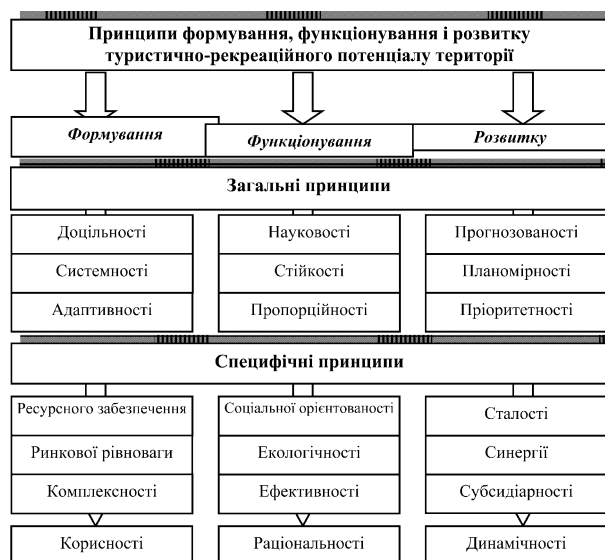 Принципи формування, функціонування і розвитку
туристично-рекреаційного потенціалу території
Формування
Функціонування
Розвитку
Загальні принципи
Доцільності
Науковості
Прогнозованості
Системності
Стійкості
Планомірності
Адаптивності
Пропорційності
Пріоритетності
Специфічні принципи
Ресурсного забезпечення
Соціальної орієнтованості
Сталості
Ринкової рівноваги
Екологічності
Синергії
Комплексності
Ефективності
Субсидіарності
Корисності
Раціональності
Динамічності